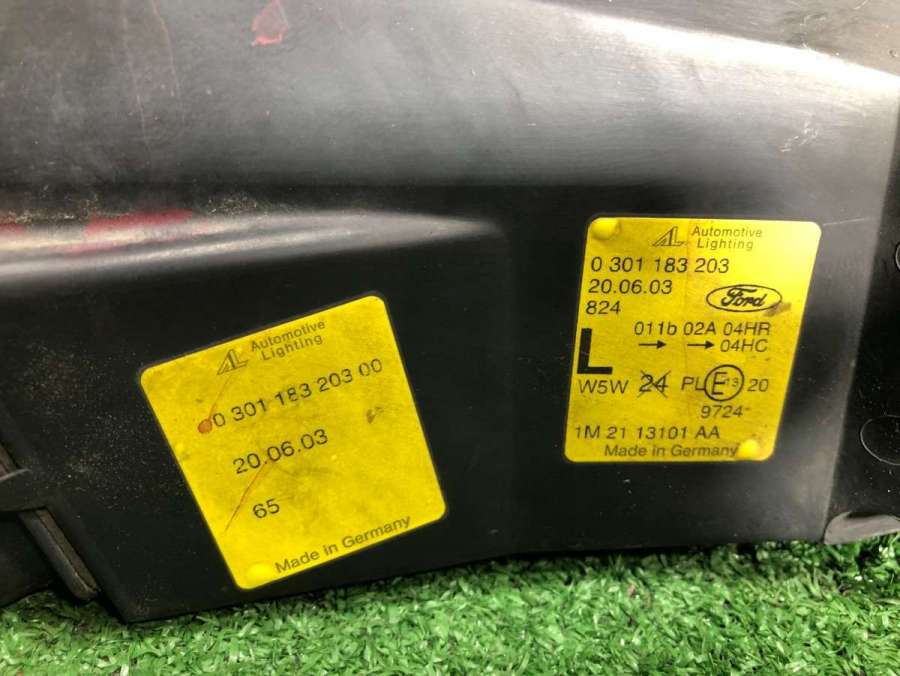 AL Automotive
Lighting
0 301 183 203 00
20.06.03
65
Made in Germany
AL Automotive
Lighting
0 301 183 203
20.06.03
824
Ford
011b 02A 04HR
→ → 04HC
L
W5W 24 PL E13 20
9724
1M 21 13101 AA
Made in Germany